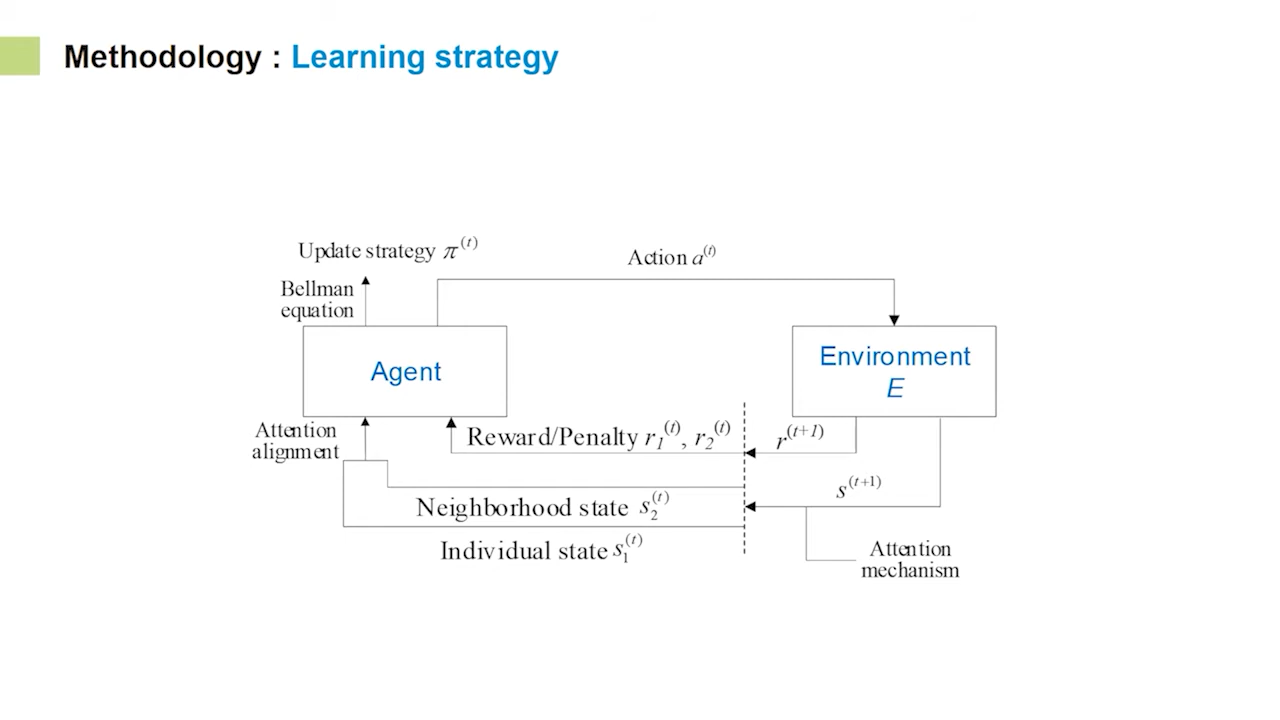 Methodology : Learning strategy
Update strategy π^(t)
Action a^(t)
Bellman
equation
Agent
Environment
E
Attention
alignment
Reward/Penalty r₁^(t), r₂^(t)
r^(t+1)
s^(t+1)
Neighborhood state s₂^(t)
Individual state s₁^(t)
Attention
mechanism